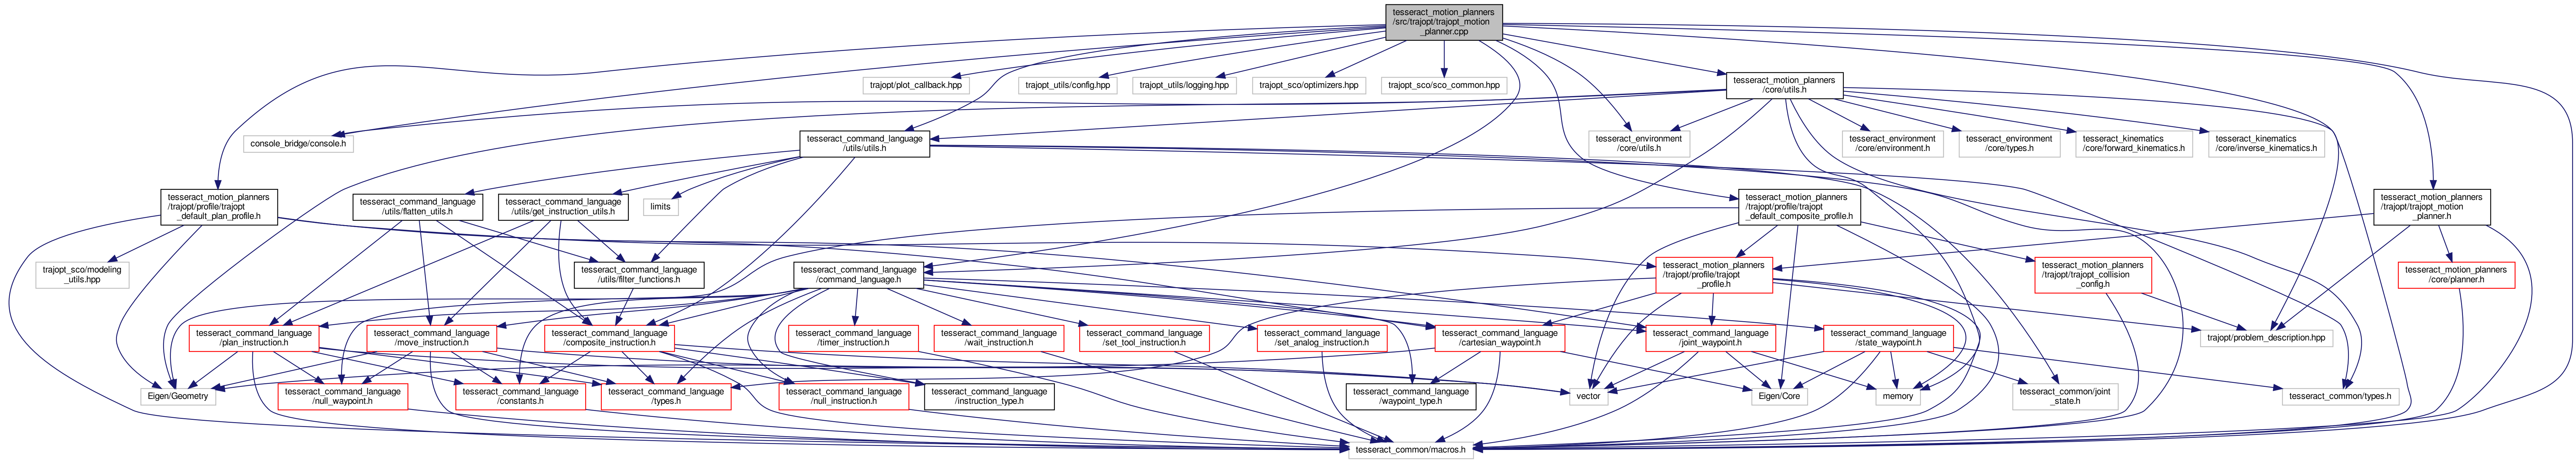 tesseract_motion_planners
/src/trajopt/trajopt_motion
_planner.cpp
trajopt/plot_callback.hpp
trajopt_utils/config.hpp
trajopt_utils/logging.hpp
trajopt_sco/optimizers.hpp
trajopt_sco/sco_common.hpp
tesseract_motion_planners
/core/utils.h
console_bridge/console.h
tesseract_command_language
/utils/utils.h
tesseract_environment
/core/utils.h
tesseract_environment
/core/environment.h
tesseract_environment
/core/types.h
tesseract_kinematics
/core/forward_kinematics.h
tesseract_kinematics
/core/inverse_kinematics.h
tesseract_motion_planners
/trajopt/profile/trajopt
_default_plan_profile.h
tesseract_command_language
/utils/flatten_utils.h
tesseract_command_language
/utils/get_instruction_utils.h
limits
tesseract_motion_planners
/trajopt/profile/trajopt
_default_composite_profile.h
tesseract_motion_planners
/trajopt/trajopt_motion
_planner.h
trajopt_sco/modeling
_utils.hpp
tesseract_command_language
/utils/filter_functions.h
tesseract_command_language
/command_language.h
tesseract_motion_planners
/trajopt/profile/trajopt
_profile.h
tesseract_motion_planners
/trajopt/trajopt_collision
_config.h
tesseract_motion_planners
/core/planner.h
tesseract_command_language
/plan_instruction.h
tesseract_command_language
/move_instruction.h
tesseract_command_language
/composite_instruction.h
tesseract_command_language
/timer_instruction.h
tesseract_command_language
/wait_instruction.h
tesseract_command_language
/set_tool_instruction.h
tesseract_command_language
/set_analog_instruction.h
tesseract_command_language
/cartesian_waypoint.h
tesseract_command_language
/joint_waypoint.h
tesseract_command_language
/state_waypoint.h
trajopt/problem_description.hpp
Eigen/Geometry
tesseract_command_language
/null_waypoint.h
tesseract_command_language
/constants.h
tesseract_command_language
/types.h
tesseract_command_language
/null_instruction.h
tesseract_command_language
/instruction_type.h
tesseract_command_language
/waypoint_type.h
vector
Eigen/Core
memory
tesseract_common/joint
_state.h
tesseract_common/types.h
tesseract_common/macros.h